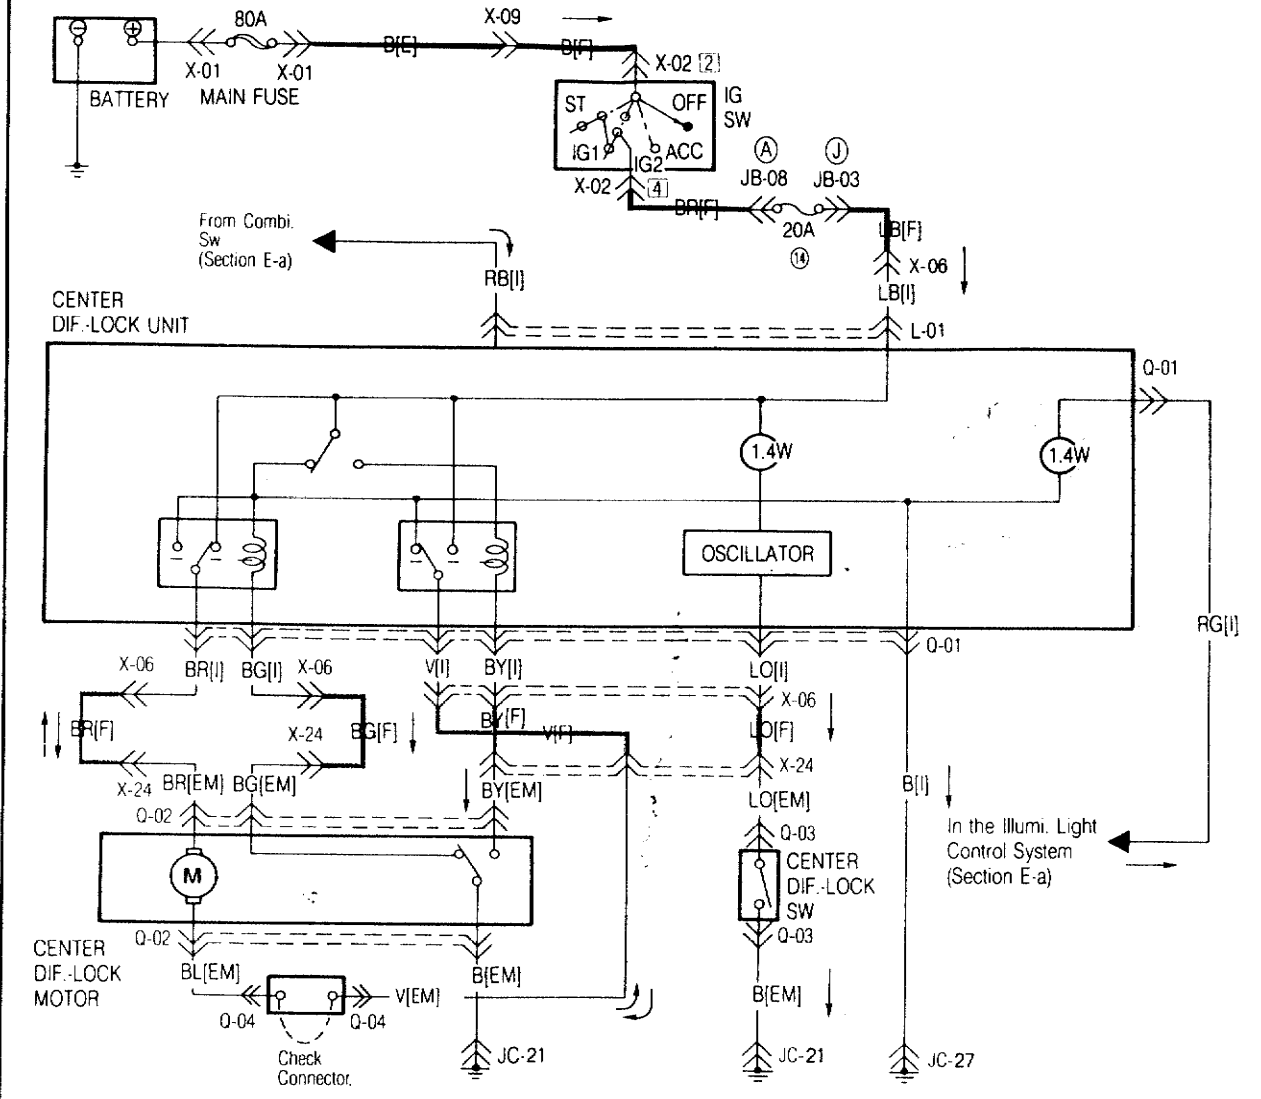 80A
X-09
B[E]
B[F]
X-01
X-01
BATTERY
MAIN FUSE
X-02 [2]
ST
OFF
IG
SW
IG1
IG2
ACC
X-02
4
A
J
JB-08
JB-03
BR[F]
20A
14
LB[F]
X-06
LB[I]
From Combi.
Sw
(Section E-a)
RB[I]
CENTER
DIF.-LOCK UNIT
L-01
Q-01
1.4W
1.4W
OSCILLATOR
RG[I]
Q-01
X-06
BR[I]
BG[I]
X-06
V[I]
BY[I]
LO[I]
X-06
BR[F]
BG[F]
BY[F]
V[F]
LO[F]
X-24
X-24
X-24
BR[EM]
BG[EM]
BY[EM]
LO[EM]
B[I]
Q-02
Q-03
In the Illumi. Light
Control System
(Section E-a)
M
CENTER
DIF.-LOCK
SW
Q-02
Q-03
CENTER
DIF.-LOCK
MOTOR
BL[EM]
B[EM]
V[EM]
B[EM]
Q-04
Q-04
Check
Connector.
JC-21
JC-21
JC-27